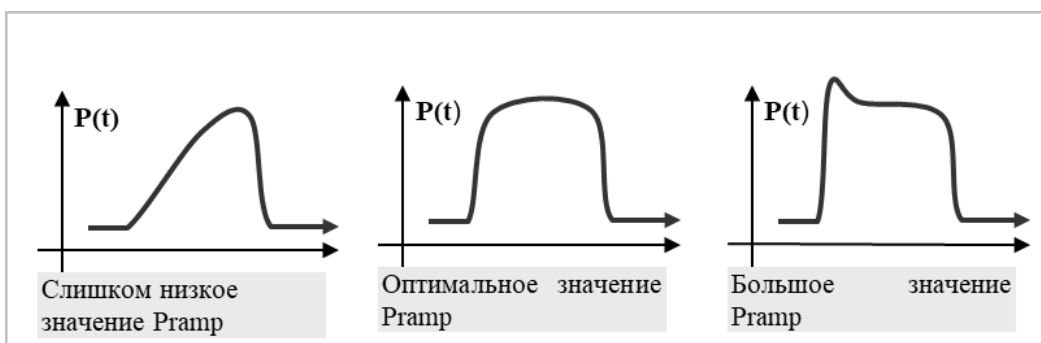 P(t)
P(t)
P(t)
Слишком низкое
значение Pramp
Оптимальное значение
Pramp
Большое значение
Pramp